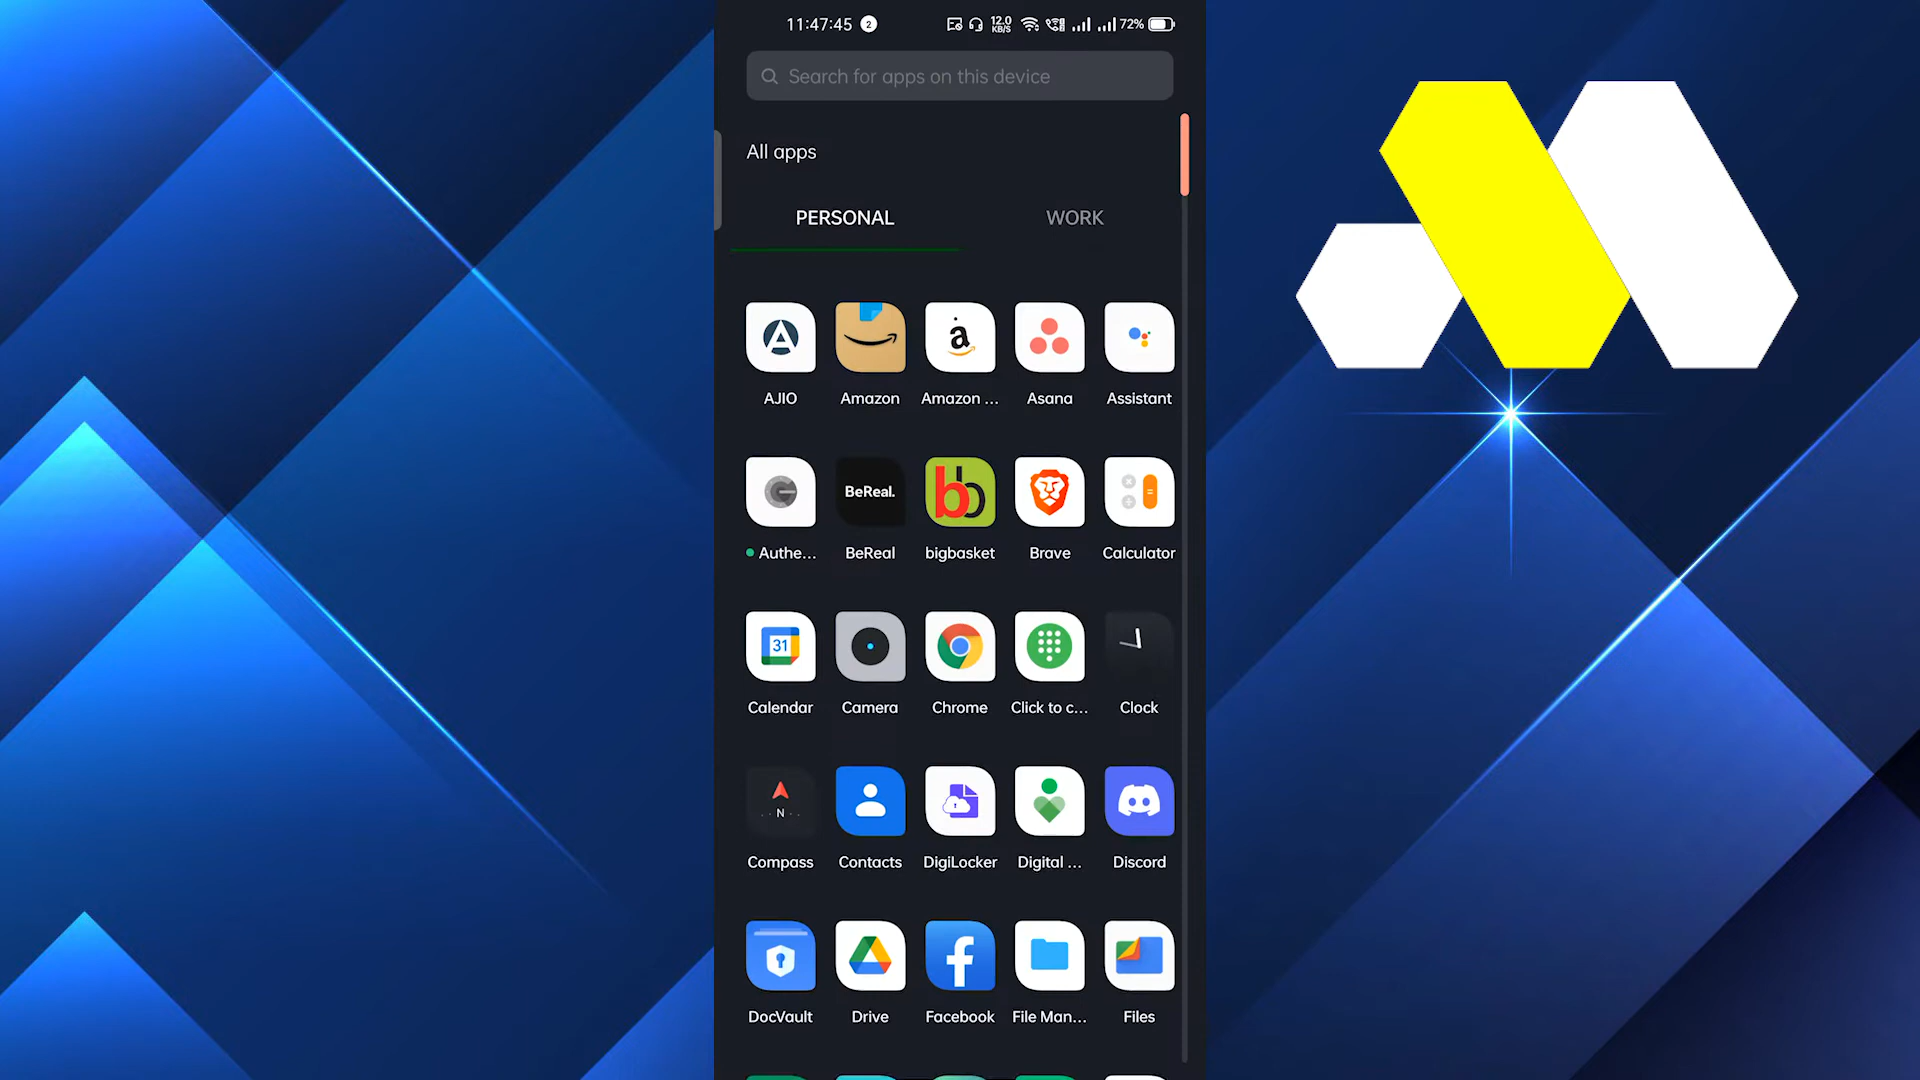 11:47:45 2 12.0 KB/S 72%
Search for apps on this device
All apps
PERSONAL WORK
AJIO Amazon Amazon ... Asana Assistant
BeReal.
Authe... BeReal bigbasket Brave Calculator
31
Calendar Camera Chrome Click to c... Clock
N
Compass Contacts DigiLocker Digital ... Discord
DocVault Drive Facebook File Man... Files